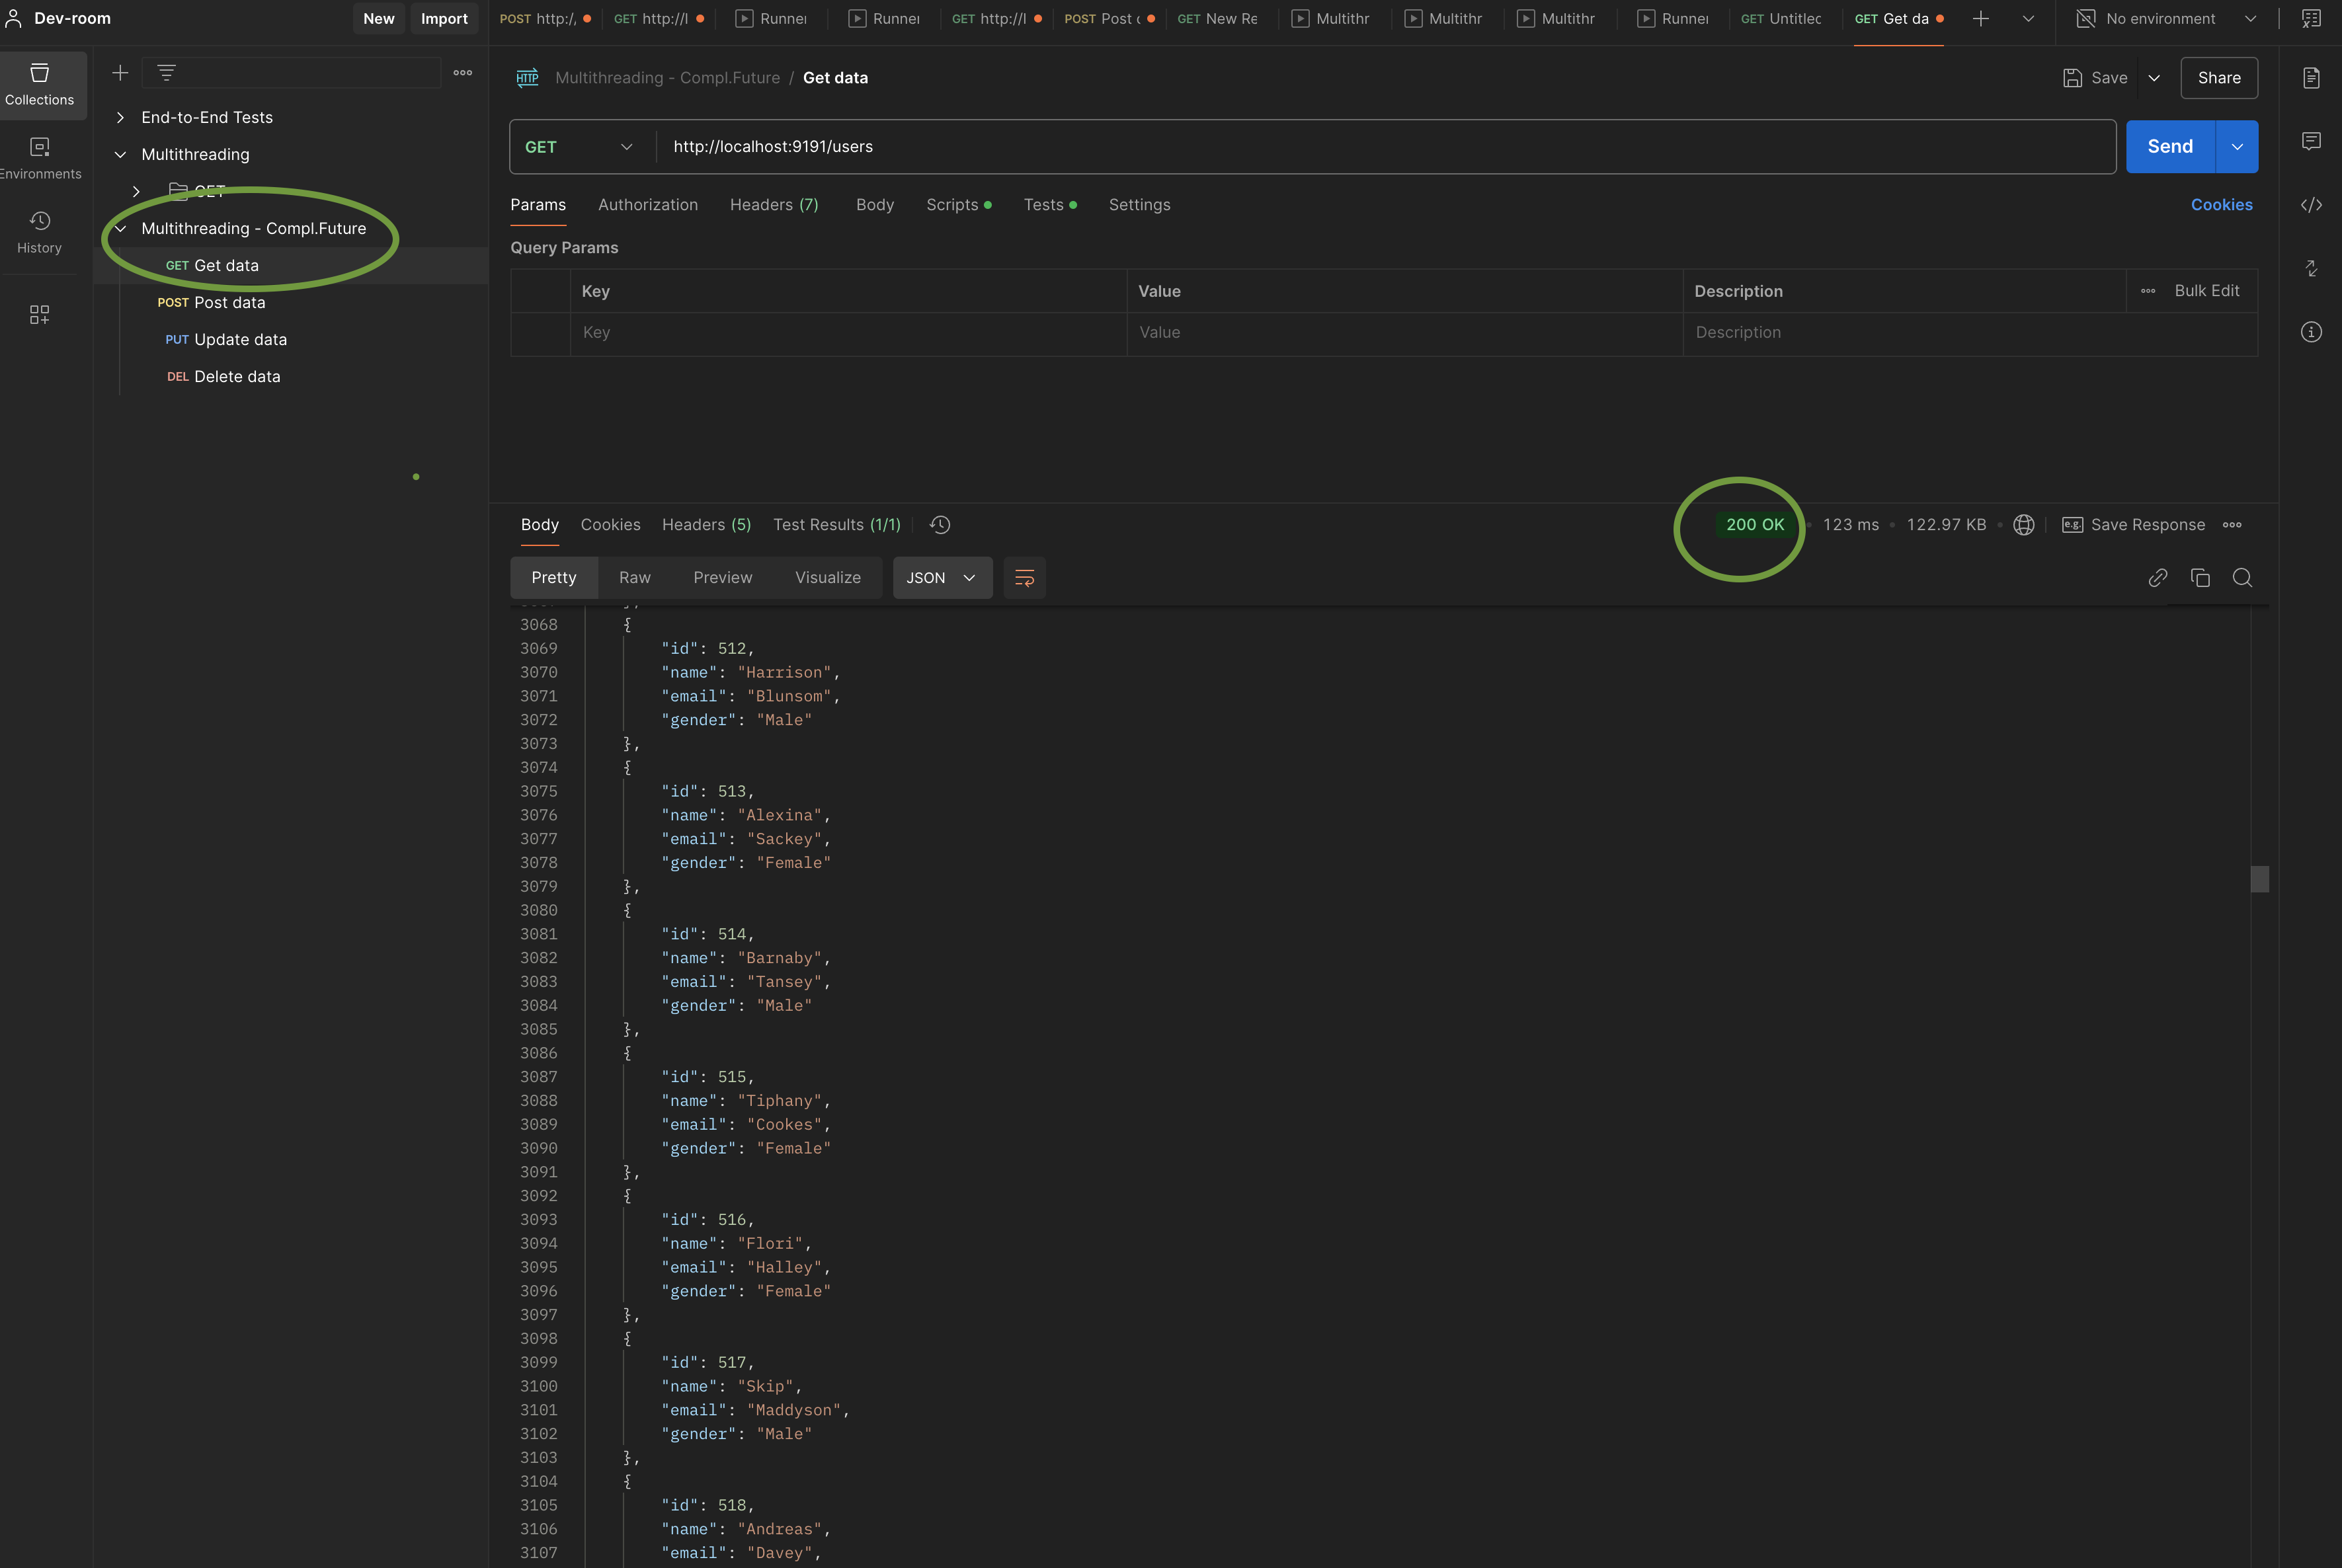 Dev-room
New
Import
POST http:/,
GET http://l
Runner
Runner
GET http://l
POST Post
GET New Re
Multithr
Multithr
Multithr
Runner
GET Untitled
GET Get da
No environment
Collections
Environments
History
End-to-End Tests
Multithreading
GET
Multithreading - Compl.Future
GET Get data
POST Post data
PUT Update data
DEL Delete data
HTTP Multithreading - Compl.Future / Get data
Save
Share
GET http://localhost:9191/users
Send
Params Authorization Headers (7) Body Scripts Tests Settings
Cookies
Query Params
Key Value Description Bulk Edit
Key Value Description
Body Cookies Headers (5) Test Results (1/1)
200 OK 123 ms 122.97 KB e.g. Save Response
Pretty Raw Preview Visualize JSON
3068 {
3069 "id": 512,
3070 "name": "Harrison",
3071 "email": "Blunsom",
3072 "gender": "Male"
3073 },
3074 {
3075 "id": 513,
3076 "name": "Alexina",
3077 "email": "Sackey",
3078 "gender": "Female"
3079 },
3080 {
3081 "id": 514,
3082 "name": "Barnaby",
3083 "email": "Tansey",
3084 "gender": "Male"
3085 },
3086 {
3087 "id": 515,
3088 "name": "Tiphany",
3089 "email": "Cookes",
3090 "gender": "Female"
3091 },
3092 {
3093 "id": 516,
3094 "name": "Flori",
3095 "email": "Halley",
3096 "gender": "Female"
3097 },
3098 {
3099 "id": 517,
3100 "name": "Skip",
3101 "email": "Maddyson",
3102 "gender": "Male"
3103 },
3104 {
3105 "id": 518,
3106 "name": "Andreas",
3107 "email": "Davey",